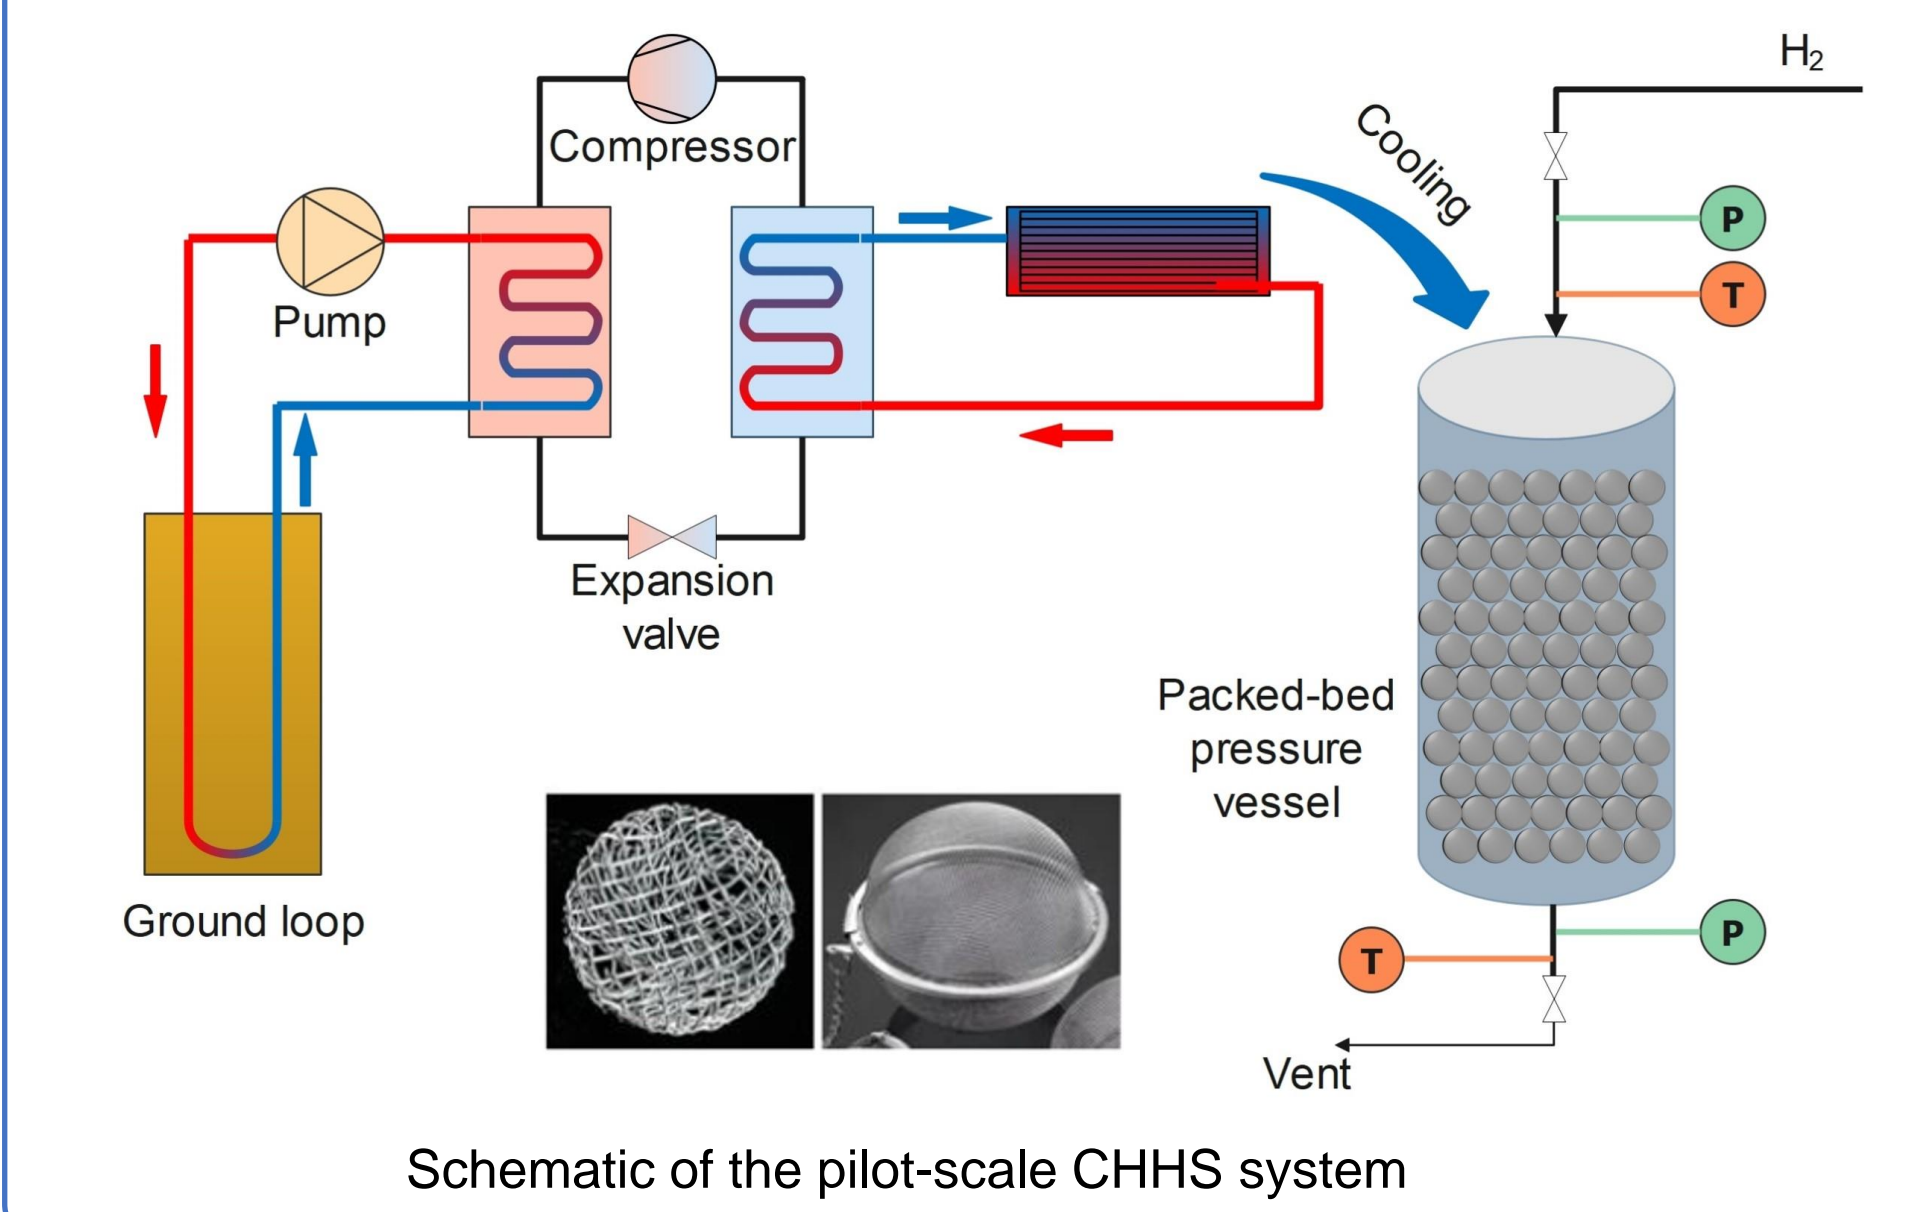 H₂
Cooling
Compressor
P
T
Pump
Expansion
valve
Packed-bed
pressure
vessel
Ground loop
P
T
Vent
Schematic of the pilot-scale CHHS system